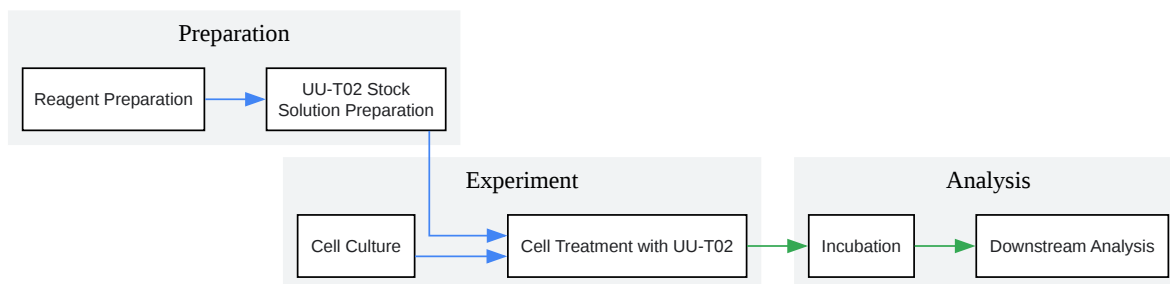 Preparation
Reagent Preparation
UU-T02 Stock
Solution Preparation
Experiment
Cell Culture
Cell Treatment with UU-T02
Analysis
Incubation
Downstream Analysis